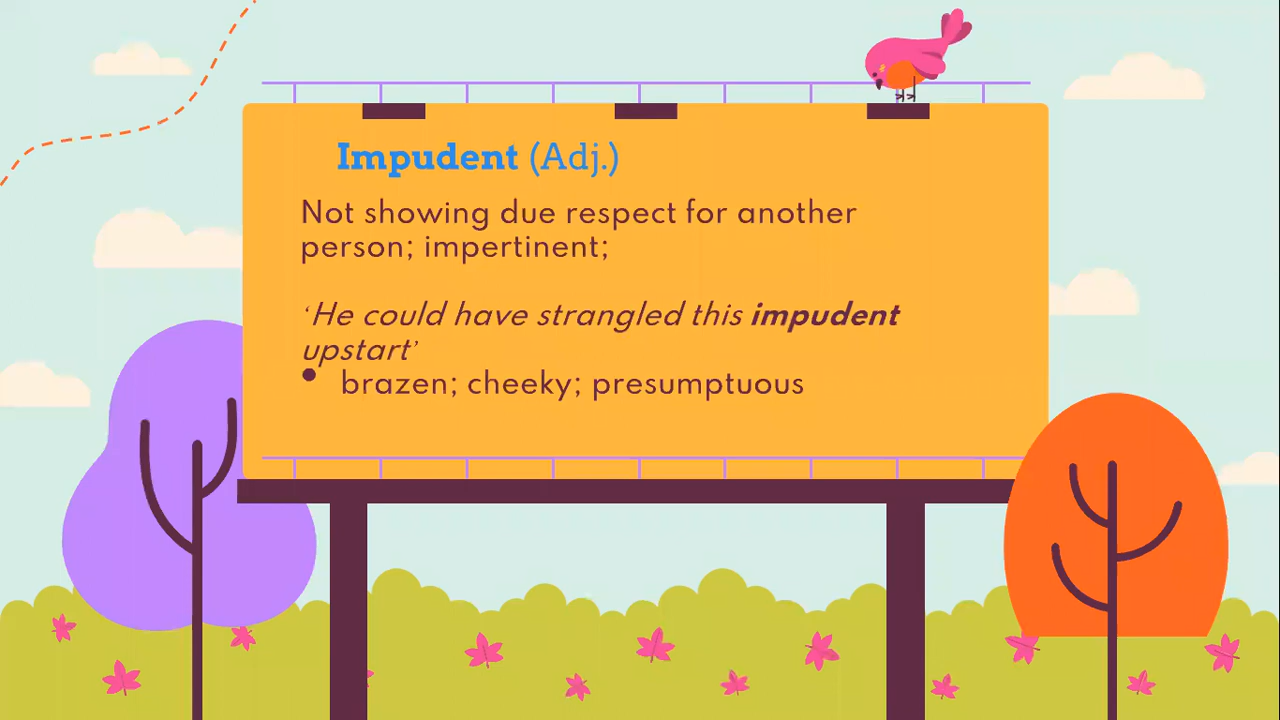 Impudent (Adj.)
Not showing due respect for another
person; impertinent;
‘He could have strangled this impudent
upstart’
• brazen; cheeky; presumptuous